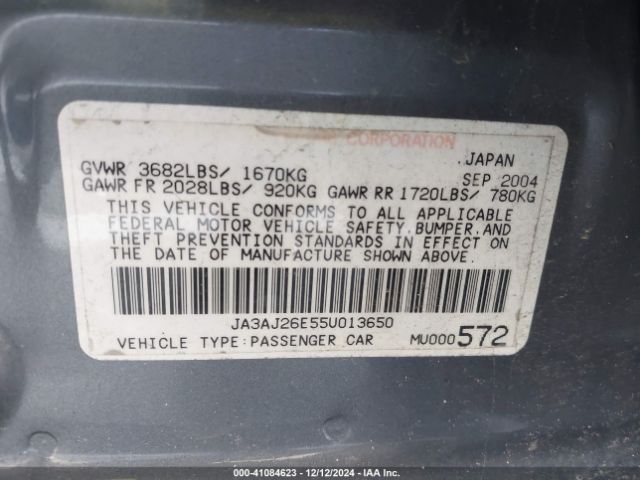 CORPORATION
JAPAN
GVWR 3682LBS/ 1670KG SEP 2004
GAWR FR 2028LBS/ 920KG GAWR RR 1720LBS/ 780KG
THIS VEHICLE CONFORMS TO ALL APPLICABLE
FEDERAL MOTOR VEHICLE SAFETY,BUMPER,AND
THEFT PREVENTION STANDARDS IN EFFECT ON
THE DATE OF MANUFACTURE SHOWN ABOVE.
JA3AJ26E55U013650
VEHICLE TYPE:PASSENGER CAR MU000572
000-41084623 - 12/12/2024 - IAA Inc.